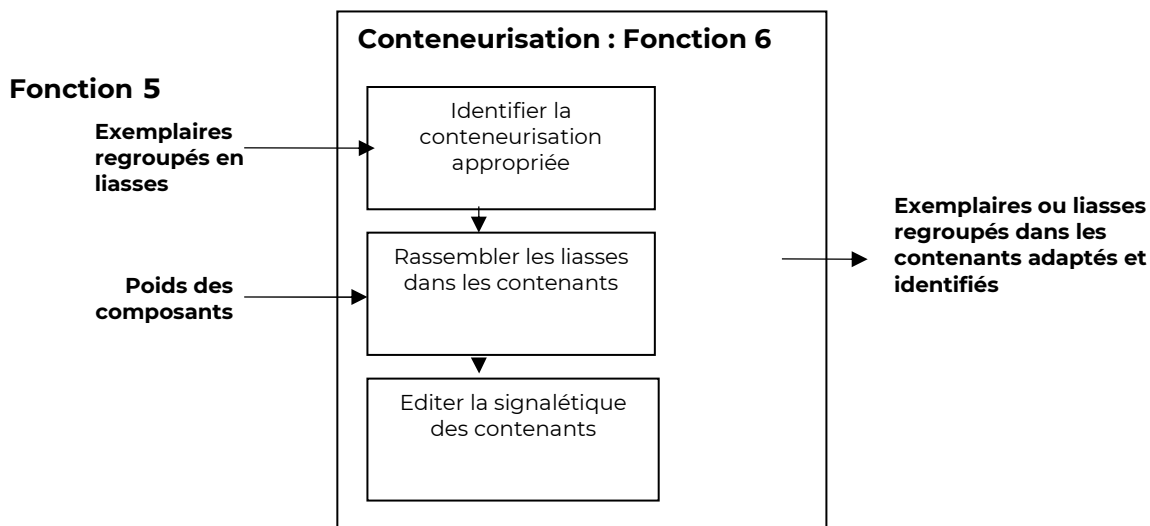 Conteneurisation : Fonction 6
Fonction 5
Identifier la
conteneurisation
appropriée
Exemplaires
regroupés en
liasses
Rassembler les liasses
dans les contenants
Poids des
composants
Editer la signalétique
des contenants
Exemplaires ou liasses
regroupés dans les
contenants adaptés et
identifiés